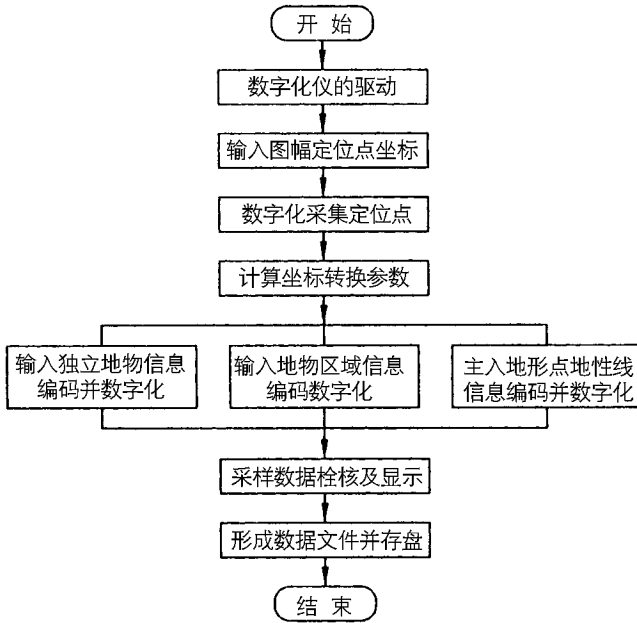 开 始
数字化仪的驱动
输入图幅定位点坐标
数字化采集定位点
计算坐标转换参数
输入独立地物信息
编码并数字化
输入地物区域信息
编码数字化
主入地形点地性线
信息编码并数字化
采样数据栓核及显示
形成数据文件并存盘
结 束